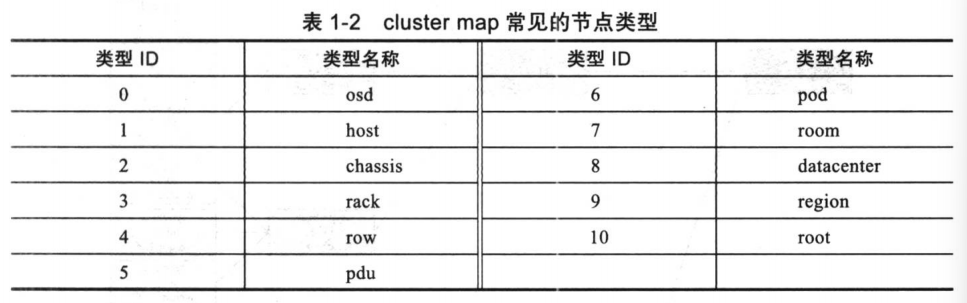 表 1-2 cluster map 常见的节点类型
类型 ID 类型名称 类型 ID 类型名称
0 osd 6 pod
1 host 7 room
2 chassis 8 datacenter
3 rack 9 region
4 row 10 root
5 pdu